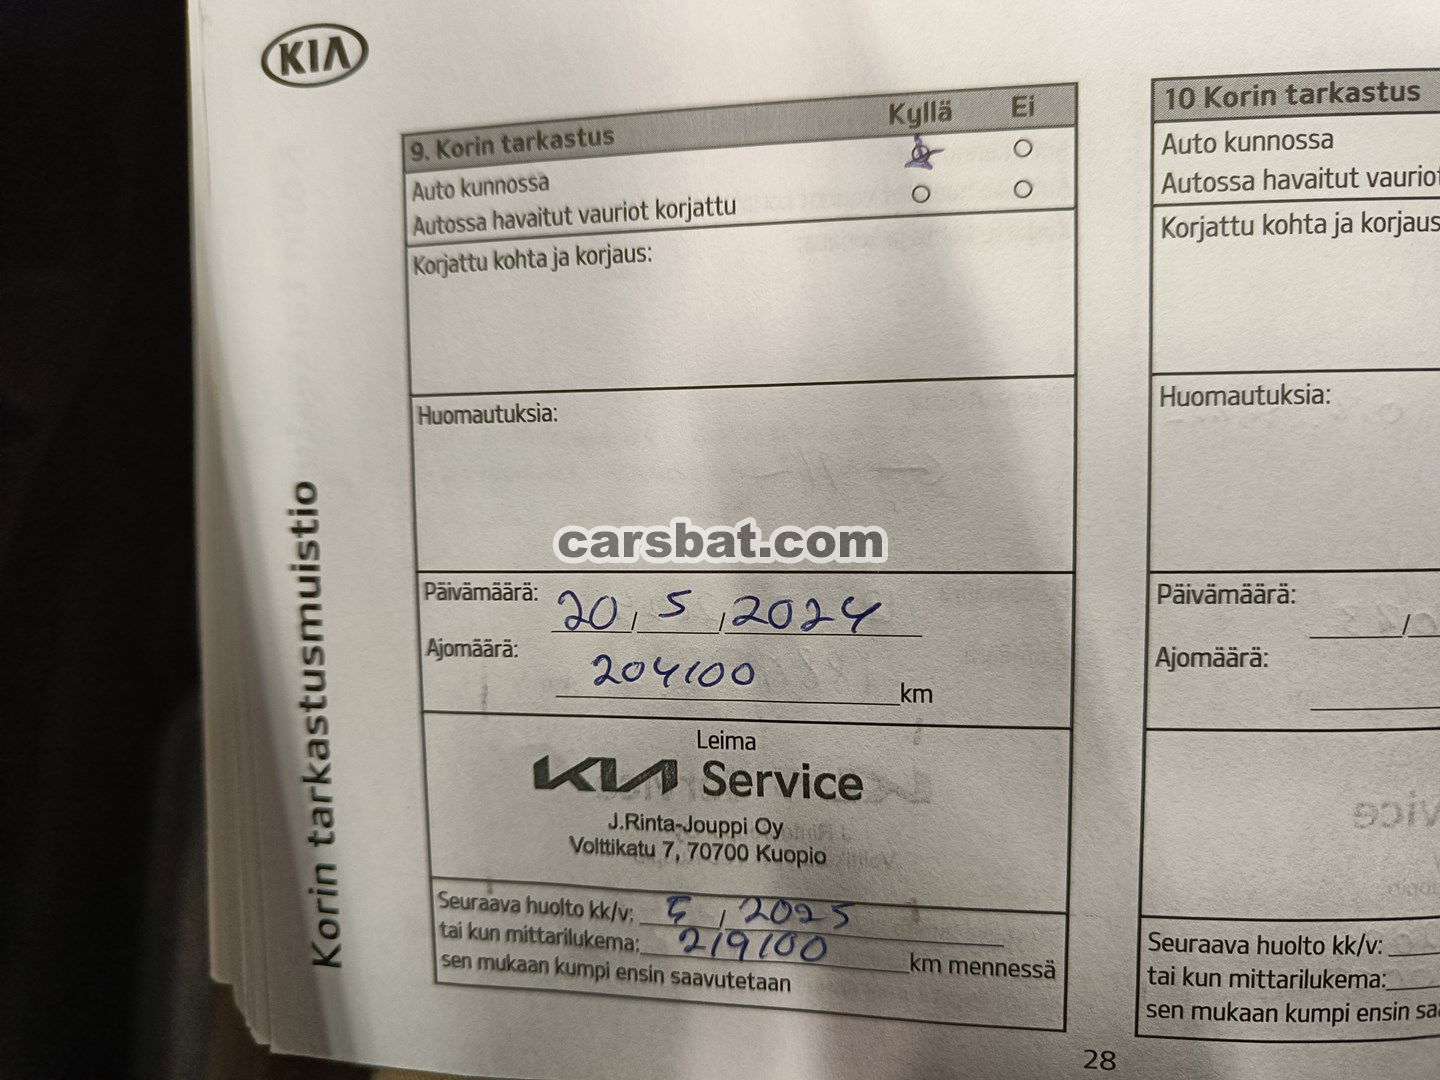 KIA
Korin tarkastusmuistio
9. Korin tarkastus Kyllä Ei
Auto kunnossa
Autossa havaitut vauriot korjattu
Korjattu kohta ja korjaus:
Huomautuksia:
carsbat.com
Päivämäärä: 20 / 5 / 2024
Ajomäärä: 204100 km
Leima
KIA Service
J.Rinta-Jouppi Oy
Volttikatu 7, 70700 Kuopio
Seuraava huolto kk/v: 5 / 2025
tai kun mittarilukema: 219100 km mennessä
sen mukaan kumpi ensin saavutetaan
10 Korin tarkastus
Auto kunnossa
Autossa havaitut
Korjattu kohta ja korjaus
Huomautuksia:
Päivämäärä: /
Ajomäärä:
Seuraava huolto kk/v:
tai kun mittarilukema:
sen mukaan kumpi ensin
28